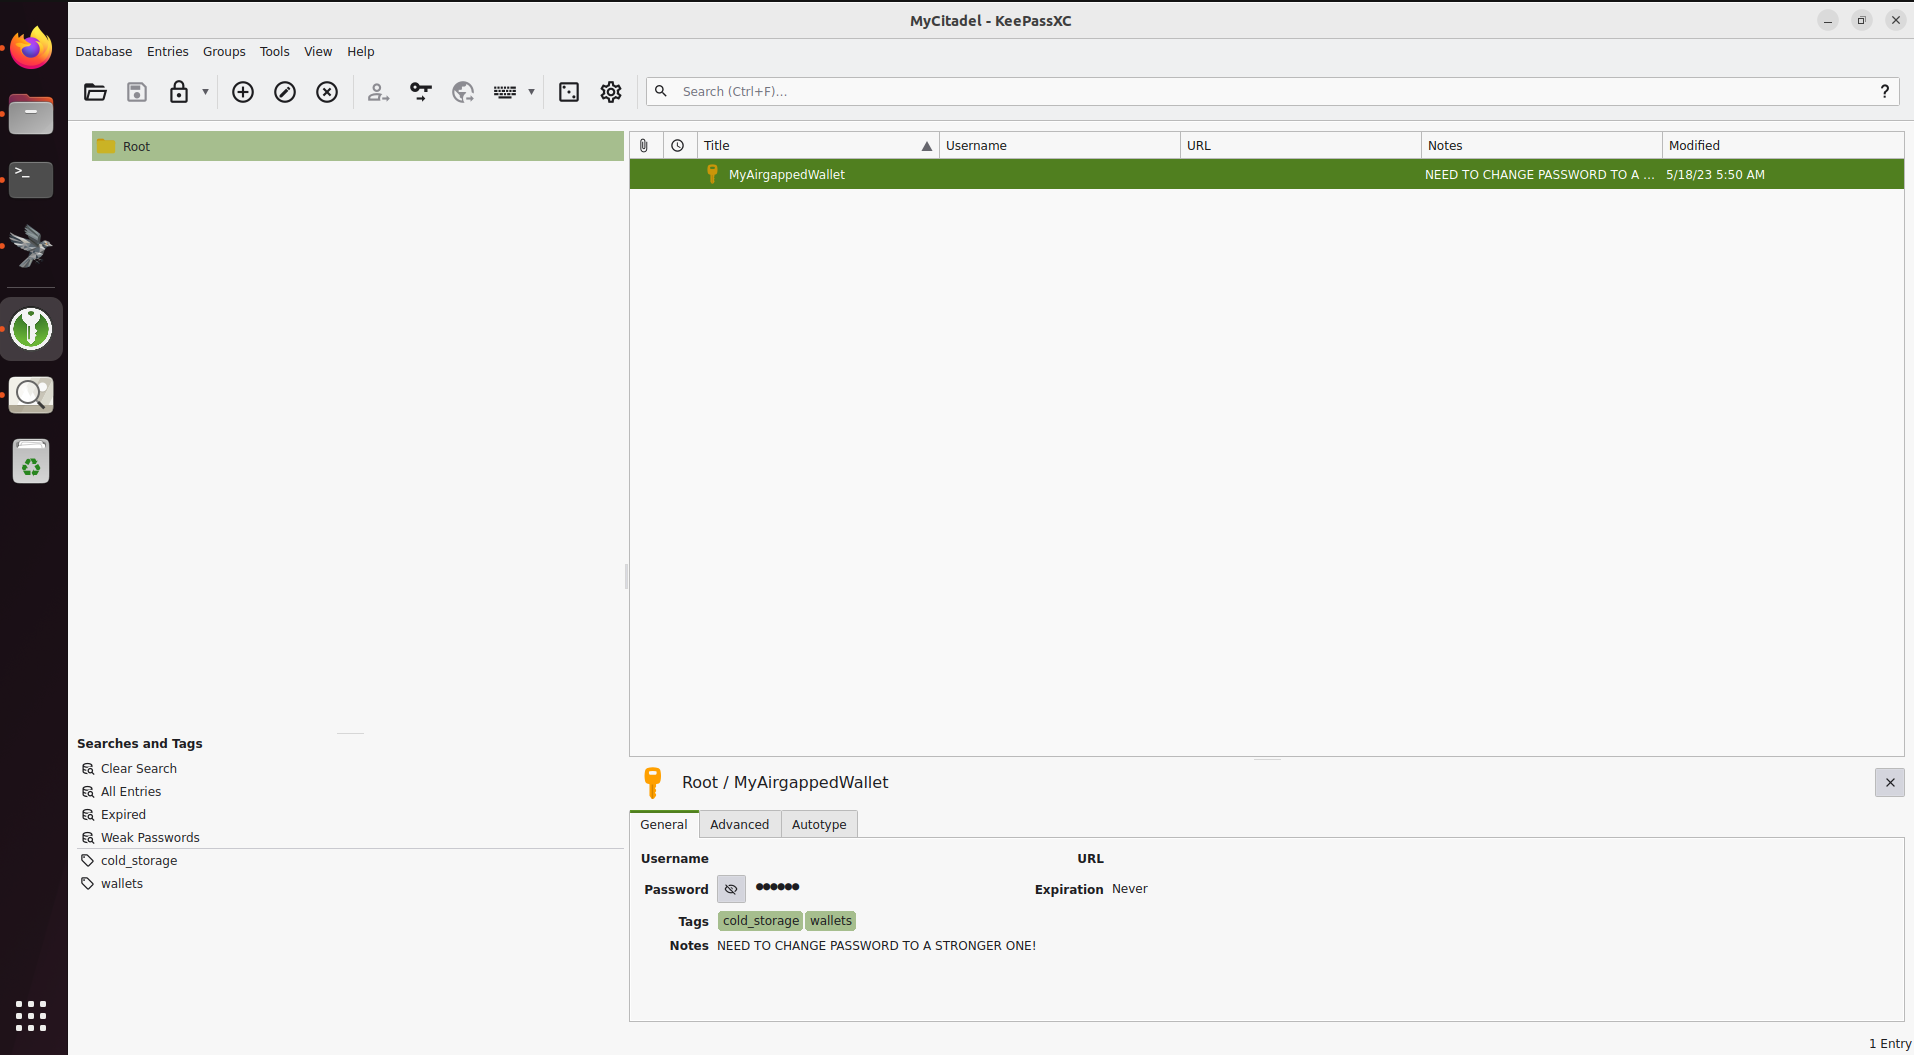 MyCitadel - KeePassXC
Database Entries Groups Tools View Help
Search (Ctrl+F)... ?
Root
Title Username URL Notes Modified
MyAirgappedWallet NEED TO CHANGE PASSWORD TO A ... 5/18/23 5:50 AM
Searches and Tags
Clear Search
All Entries
Expired
Weak Passwords
cold_storage
wallets
Root / MyAirgappedWallet
General Advanced Autotype
Username URL
Password ●●●●●● Expiration Never
Tags cold_storage wallets
Notes NEED TO CHANGE PASSWORD TO A STRONGER ONE!
1 Entry